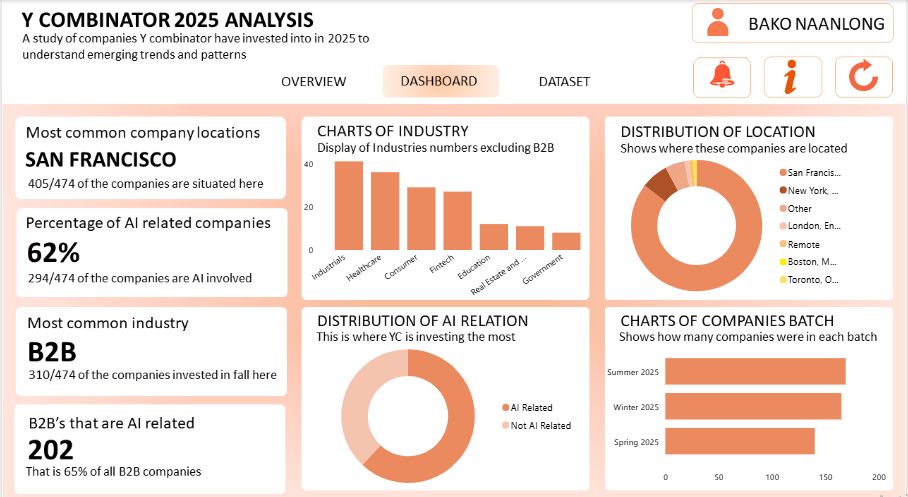 Y COMBINATOR 2025 ANALYSIS
A study of companies Y combinator have invested into in 2025 to
understand emerging trends and patterns
BAKO NAANLONG
OVERVIEW
DASHBOARD
DATASET
Most common company locations
SAN FRANCISCO
405/474 of the companies are situated here
Percentage of AI related companies
62%
294/474 of the companies are AI involved
Most common industry
B2B
310/474 of the companies invested in fall here
B2B's that are AI related
202
That is 65% of all B2B companies
CHARTS OF INDUSTRY
Display of Industries numbers excluding B2B
40
20
0
Industrials
Healthcare
Consumer
Fintech
Education
Real Estate and ...
Government
DISTRIBUTION OF LOCATION
Shows where these companies are located
San Francis...
New York, ...
Other
London, En...
Remote
Boston, M...
Toronto, O...
DISTRIBUTION OF AI RELATION
This is where YC is investing the most
AI Related
Not AI Related
CHARTS OF COMPANIES BATCH
Shows how many companies were in each batch
Summer 2025
Winter 2025
Spring 2025
0
50
100
150
200